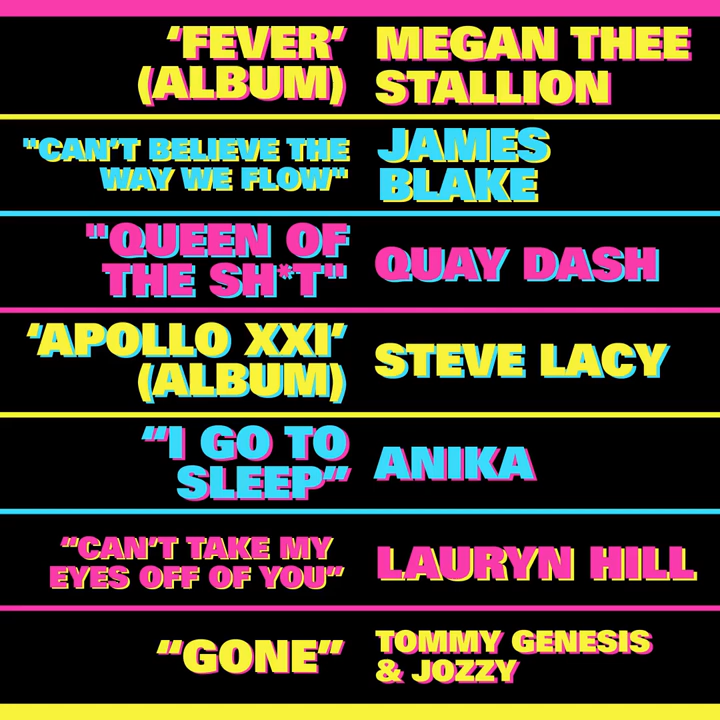 ‘FEVER’ (ALBUM)
MEGAN THEE STALLION
"CAN’T BELIEVE THE WAY WE FLOW"
JAMES BLAKE
"QUEEN OF THE SH*T"
QUAY DASH
‘APOLLO XXI’ (ALBUM)
STEVE LACY
“I GO TO SLEEP”
ANIKA
“CAN’T TAKE MY EYES OFF OF YOU”
LAURYN HILL
“GONE”
TOMMY GENESIS & JOZZY